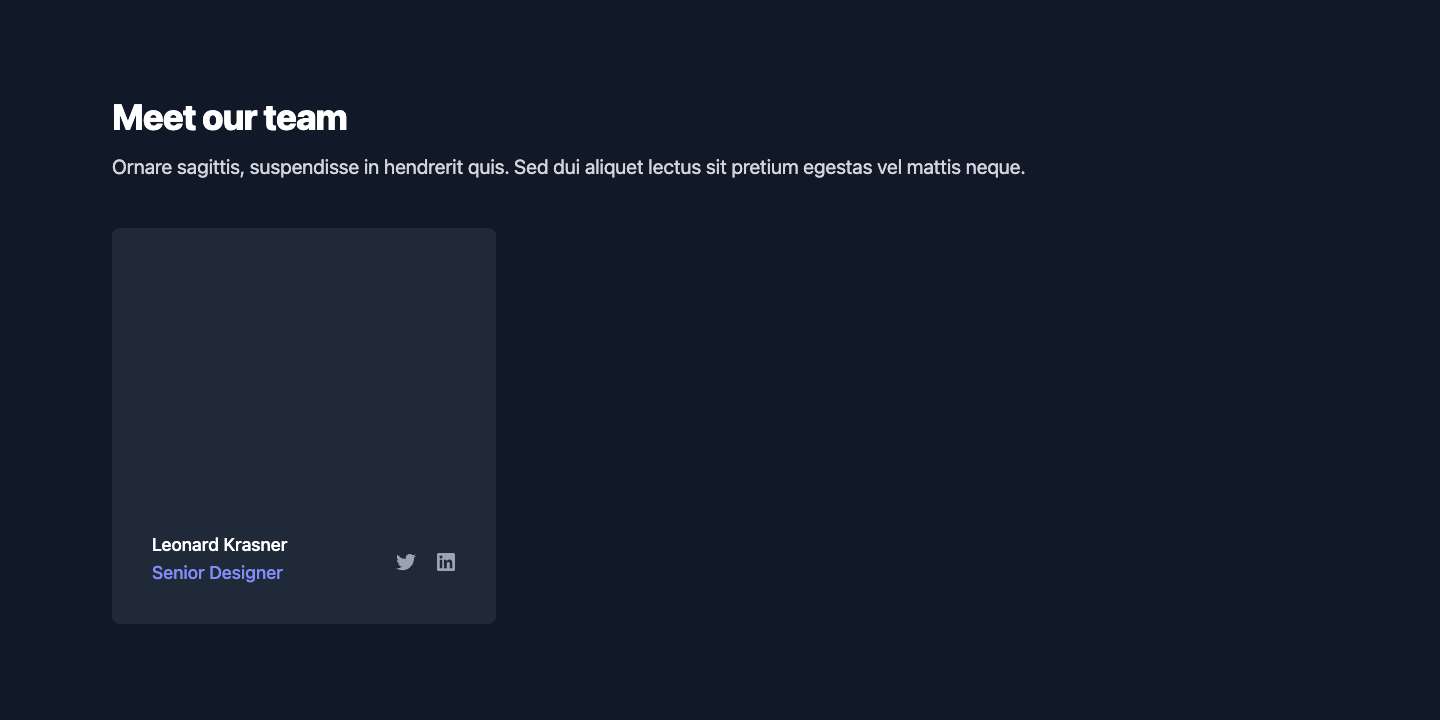 Meet our team
Ornare sagittis, suspendisse in hendrerit quis. Sed dui aliquet lectus sit pretium egestas vel mattis neque.
Leonard Krasner
Senior Designer